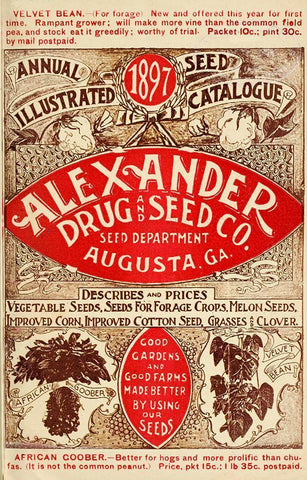 VELVET BEAN.—(For forage) New and offered this year for first
time. Rampant grower; will make more vine than the common field
pea, and stock eat it greedily; worthy of trial. Packet 10c.; pint 30c.
by mail postpaid.
ANNUAL 1897 SEED
ILLUSTRATED CATALOGUE
ALEXANDER
DRUG AND SEED CO.
SEED DEPARTMENT
AUGUSTA, GA.
DESCRIBES AND PRICES
VEGETABLE SEEDS, SEEDS FOR FORAGE CROPS, MELON SEEDS,
IMPROVED CORN, IMPROVED COTTON SEED, GRASSES & CLOVER.
AFRICAN GOOBER
GOOD
GARDENS
AND
GOOD FARMS
MADE BETTER
BY USING
OUR
SEEDS
VELVET
BEAN
AFRICAN GOOBER.—Better for hogs and more prolific than chu-
fas. (It is not the common peanut.) Price, pkt 15c.; 1 lb 35c. postpaid.